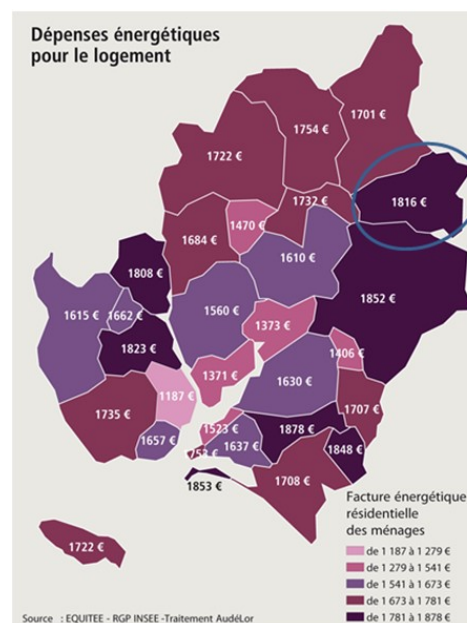 Dépenses énergétiques
pour le logement
1701 €
1754 €
1722 €
1816 €
1732 €
1470 €
1684 €
1610 €
1808 €
1852 €
1615 €
1662 €
1560 €
1373 €
1823 €
1406 €
1371 €
1630 €
1187 €
1707 €
1735 €
1523 €
1878 €
1657 €
1637 €
1848 €
1853 €
1708 €
1722 €
Facture énergétique
résidentielle
des ménages
de 1 187 à 1 279 €
de 1 279 à 1 541 €
de 1 541 à 1 673 €
de 1 673 à 1 781 €
de 1 781 à 1 878 €
Source : EQUITEE - RGP INSEE -Traitement AudéLor